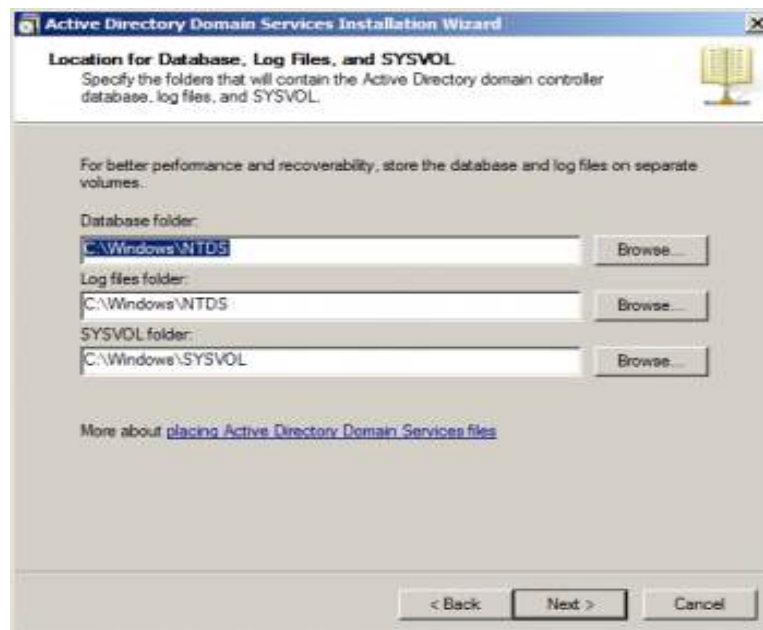 Active Directory Domain Services Installation Wizard
Location for Database, Log Files, and SYSVOL
Specify the folders that will contain the Active Directory domain controller
database, log files, and SYSVOL.
For better performance and recoverability, store the database and log files on separate
volumes.
Database folder:
C:\Windows\NTDS
Browse...
Log files folder:
C:\Windows\NTDS
Browse...
SYSVOL folder:
C:\Windows\SYSVOL
Browse...
More about placing Active Directory Domain Services files
< Back Next > Cancel